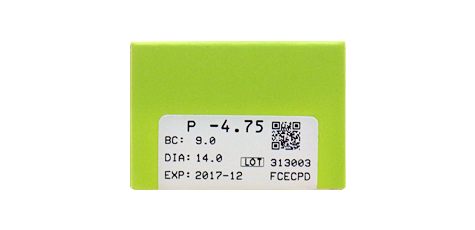 P -4.75
BC: 9.0
DIA: 14.0 LOT 313003
EXP: 2017-12 FCECPD